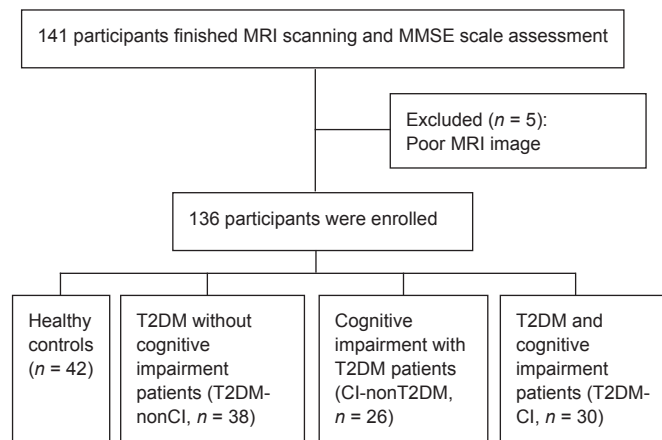 141 participants finished MRI scanning and MMSE scale assessment
Excluded (n = 5):
Poor MRI image
136 participants were enrolled
Healthy
controls
(n = 42)
T2DM without
cognitive
impairment
patients (T2DM-
nonCI, n = 38)
Cognitive
impairment with
T2DM patients
(CI-nonT2DM,
n = 26)
T2DM and
cognitive
impairment
patients (T2DM-
CI, n = 30)